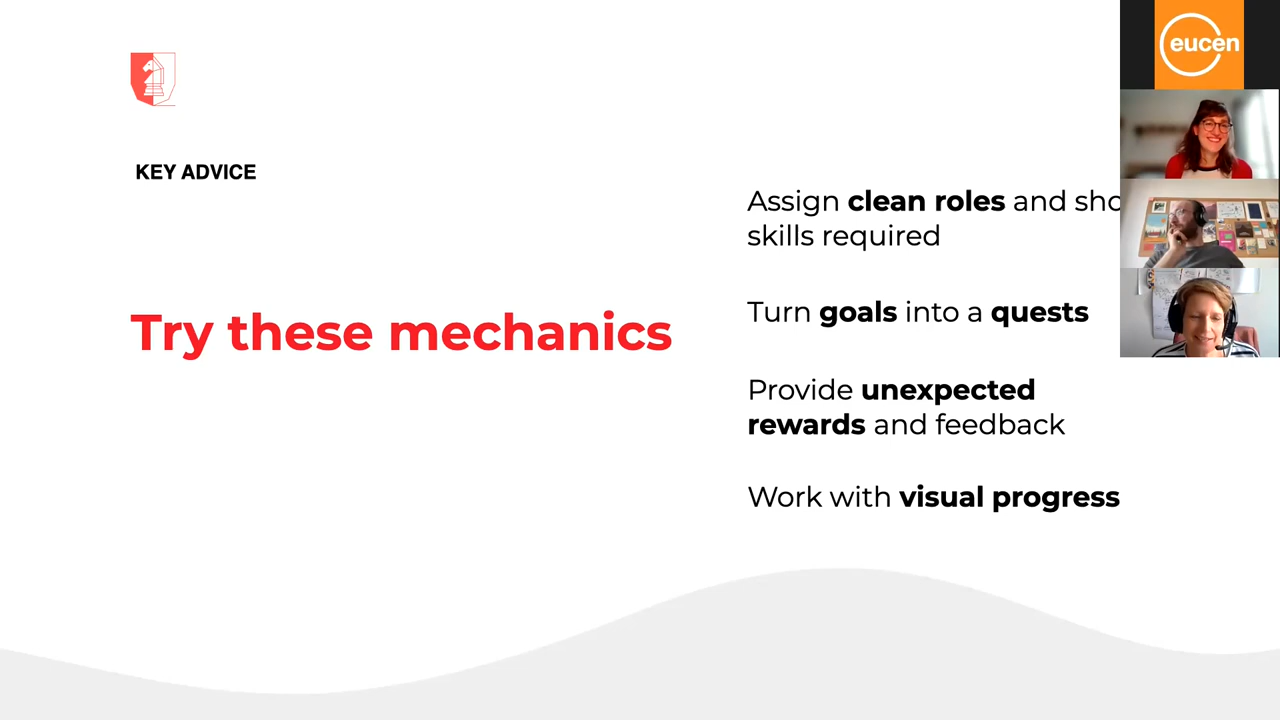 eucen
KEY ADVICE
Try these mechanics
Assign clean roles and
skills required
Turn goals into a quests
Provide unexpected
rewards and feedback
Work with visual progress